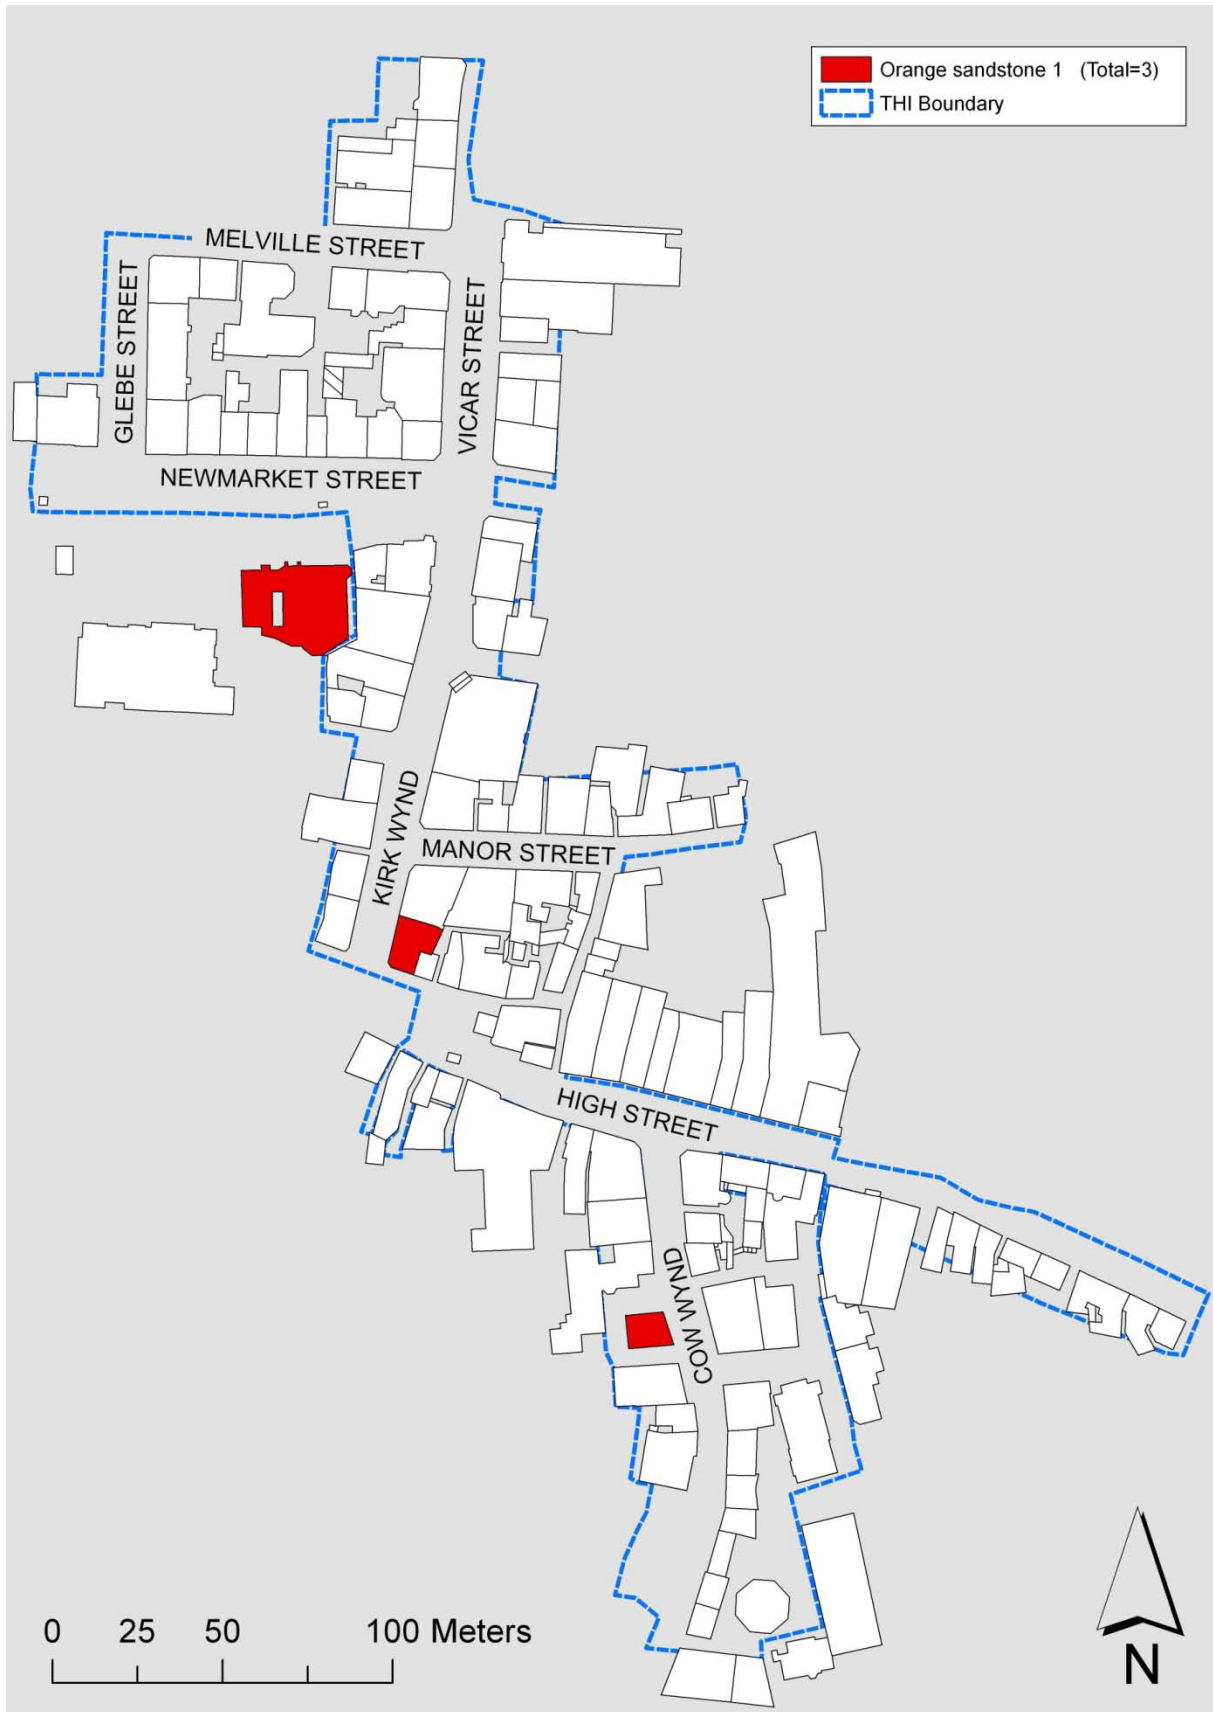 Orange sandstone 1 (Total=3)
THI Boundary
MELVILLE STREET
GLEBE STREET
VICAR STREET
NEWMARKET STREET
KIRK WYND
MANOR STREET
HIGH STREET
COW WYND
0 25 50 100 Meters
N